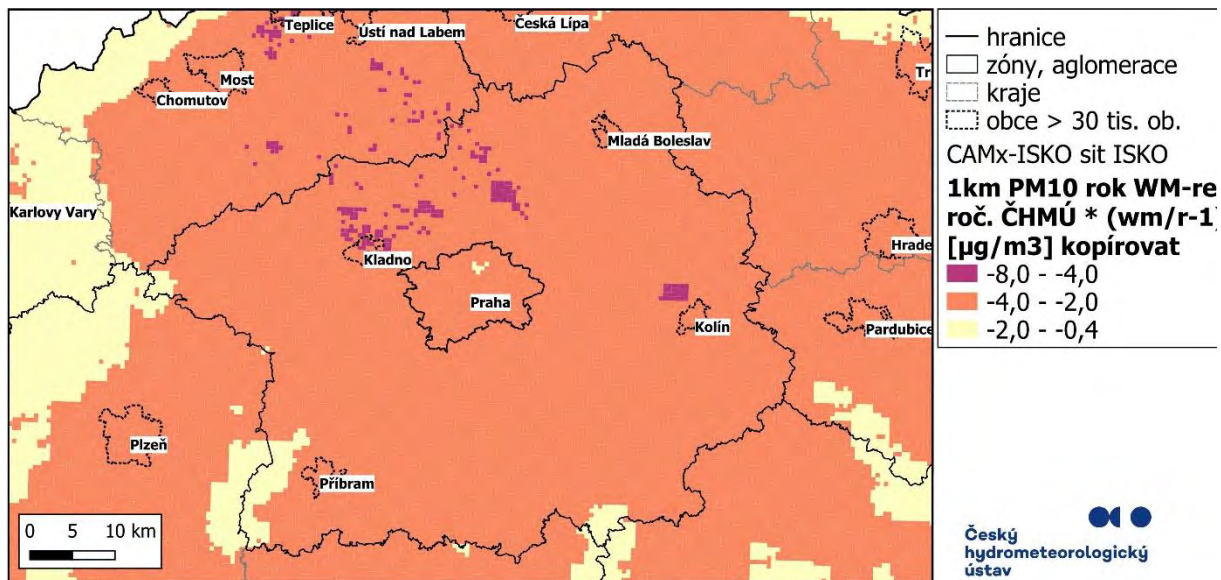 Teplice
Ústí nad Labem
Česká Lípa
Most
Chomutov
Tr
Mladá Boleslav
Karlovy Vary
Hrade
Kladno
Praha
Kolín
Pardubice
Plzeň
Příbram
0 5 10 km
hranice
zóny, aglomerace
kraje
obce > 30 tis. ob.
CAMx-ISKO sit ISKO
1km PM10 rok WM-re
roč. ČHMÚ * (wm/r-1)
[µg/m3] kopírovat
-8,0 - -4,0
-4,0 - -2,0
-2,0 - -0,4
Český
hydrometeorologický
ústav